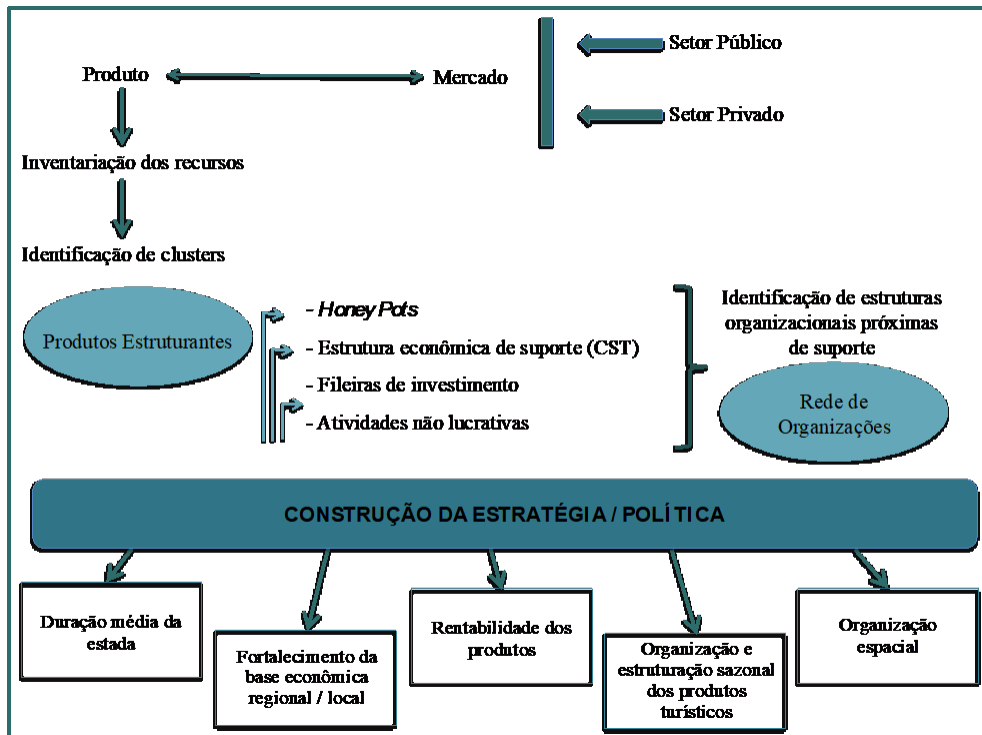 Setor Público
Produto
Mercado
Setor Privado
Inventariação dos recursos
Identificação de clusters
Produtos Estruturantes
- Honey Pots
- Estrutura econômica de suporte (CST)
- Fileiras de investimento
- Atividades não lucrativas
Identificação de estruturas
organizacionais próximas
de suporte
Rede de
Organizações
CONSTRUÇÃO DA ESTRATÉGIA / POLÍTICA
Duração média da
estada
Fortalecimento da
base econômica
regional / local
Rentabilidade dos
produtos
Organização e
estruturação sazonal
dos produtos
turísticos
Organização
espacial